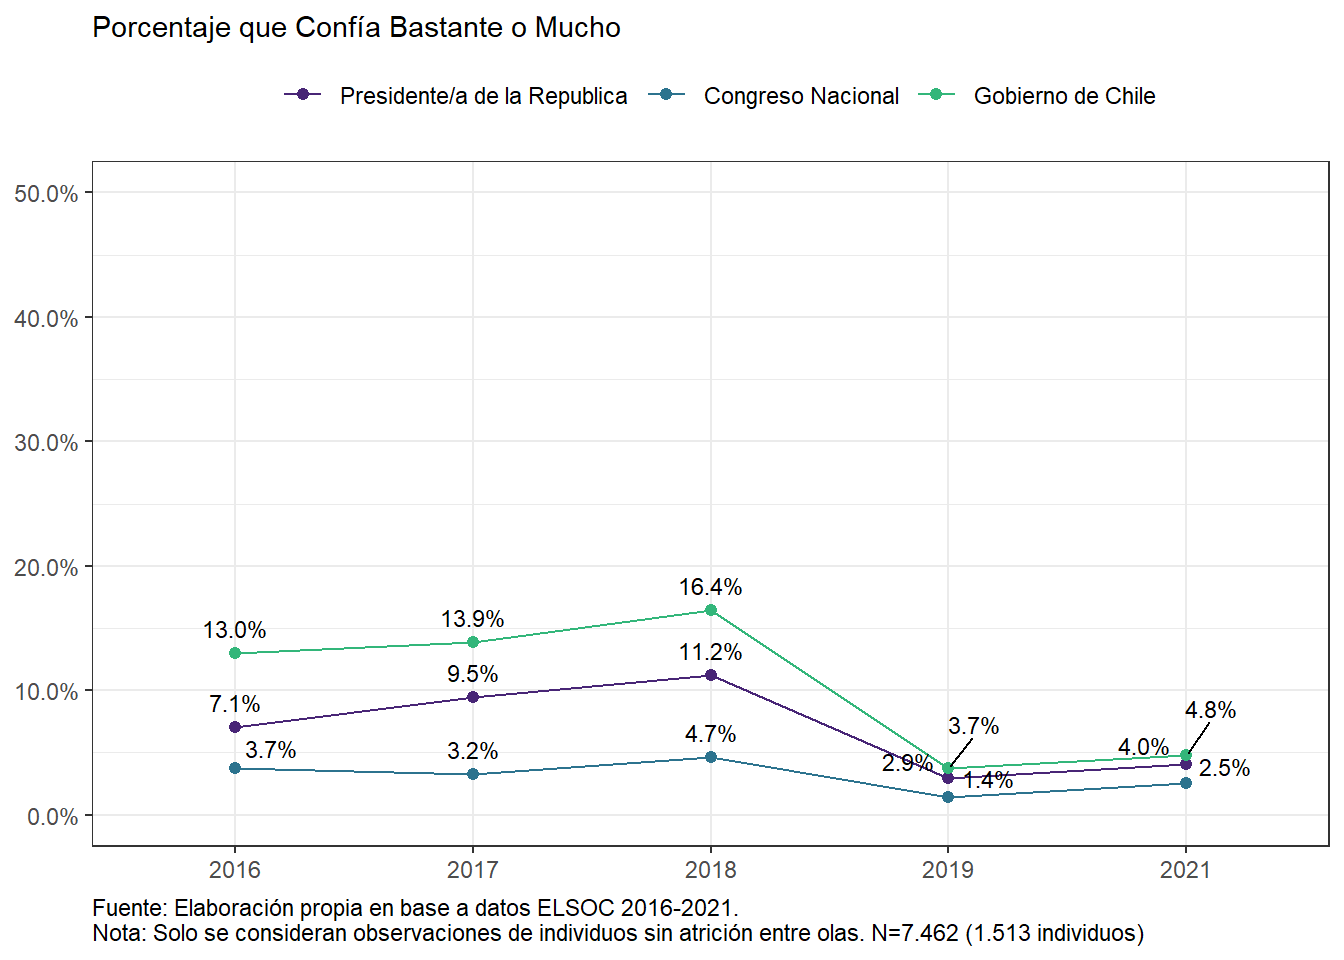 Porcentaje que Confía Bastante o Mucho
Presidente/a de la Republica Congreso Nacional Gobierno de Chile
50.0%
40.0%
30.0%
20.0%
10.0%
0.0%
13.0% 13.9% 16.4% 3.7% 4.8%
7.1% 9.5% 11.2% 2.9% 4.0%
3.7% 3.2% 4.7% 1.4% 2.5%
2016 2017 2018 2019 2021
Fuente: Elaboración propia en base a datos ELSOC 2016-2021.
Nota: Solo se consideran observaciones de individuos sin atrición entre olas. N=7.462 (1.513 individuos)